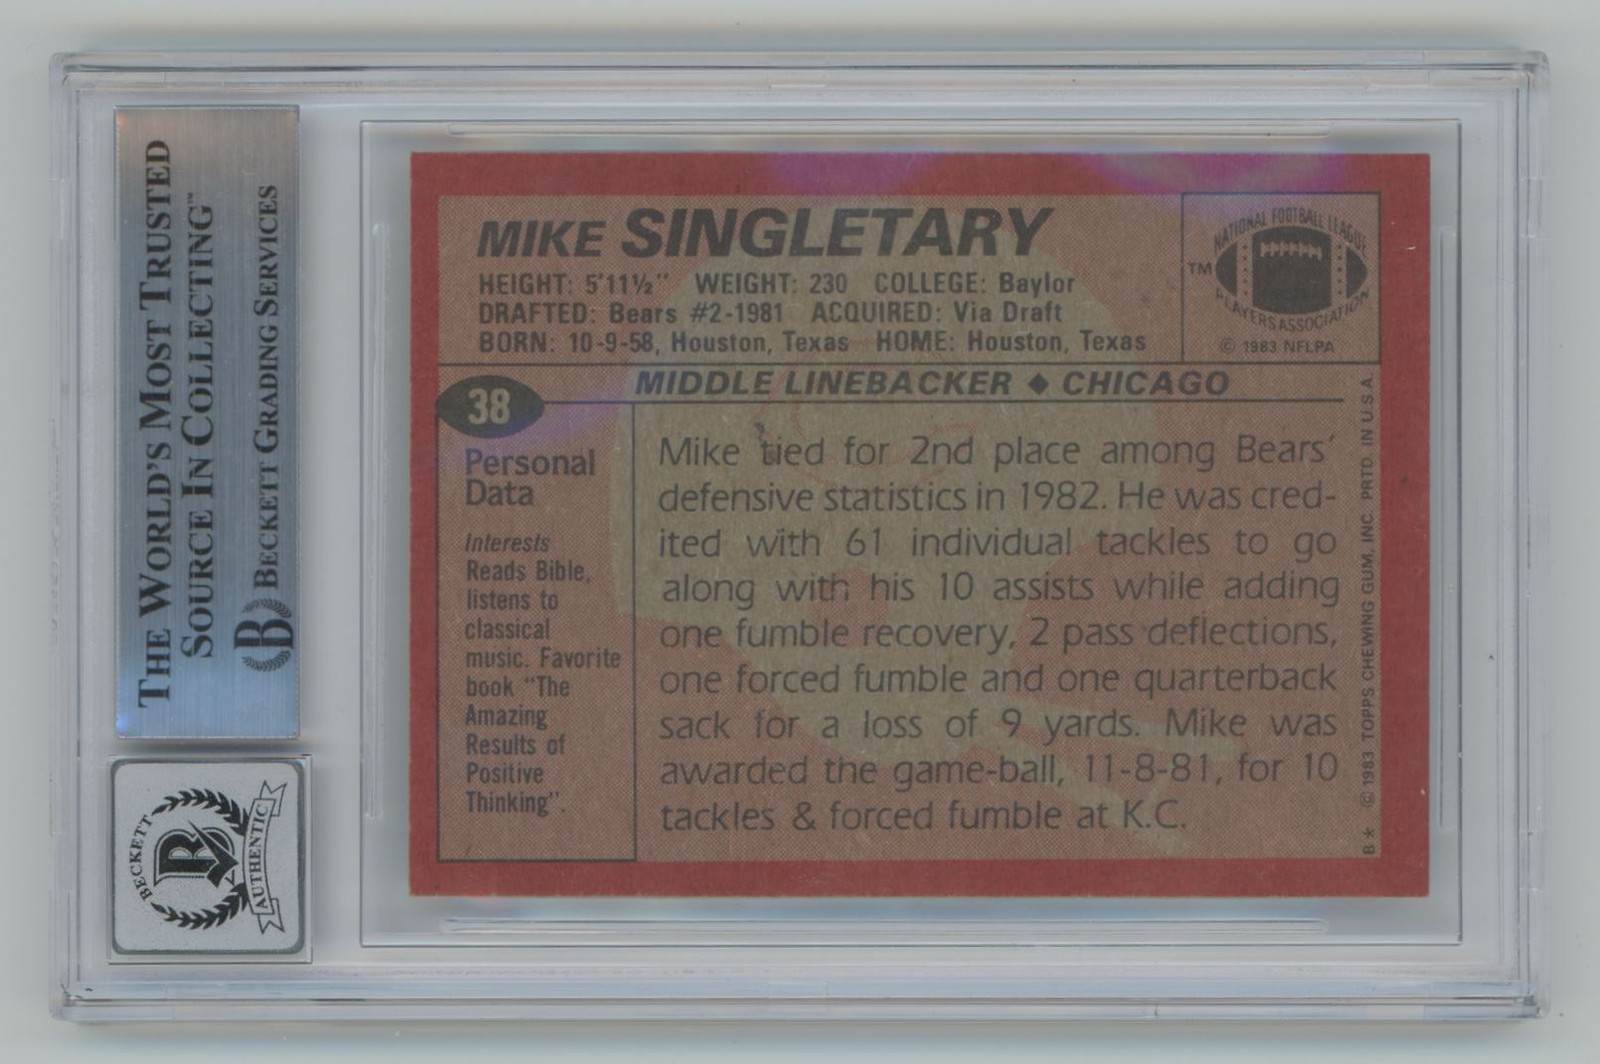 THE WORLD'S MOST TRUSTED
SOURCE IN COLLECTING™
BECKETT GRADING SERVICES
BECKETT
AUTHENTIC
MIKE SINGLETARY
HEIGHT: 5'11½" WEIGHT: 230 COLLEGE: Baylor
DRAFTED: Bears #2-1981 ACQUIRED: Via Draft
BORN: 10-9-58, Houston, Texas HOME: Houston, Texas
NATIONAL FOOTBALL LEAGUE
TM
PLAYERS ASSOCIATION
© 1983 NFLPA
38
MIDDLE LINEBACKER ♦ CHICAGO
Personal
Data
Interests
Reads Bible,
listens to
classical
music. Favorite
book "The
Amazing
Results of
Positive
Thinking".
Mike tied for 2nd place among Bears'
defensive statistics in 1982. He was cred-
ited with 61 individual tackles to go
along with his 10 assists while adding
one fumble recovery, 2 pass deflections,
one forced fumble and one quarterback
sack for a loss of 9 yards. Mike was
awarded the game-ball, 11-8-81, for 10
tackles & forced fumble at K.C.
B* © 1983 TOPPS CHEWING GUM, INC. PRTD. IN U.S.A.